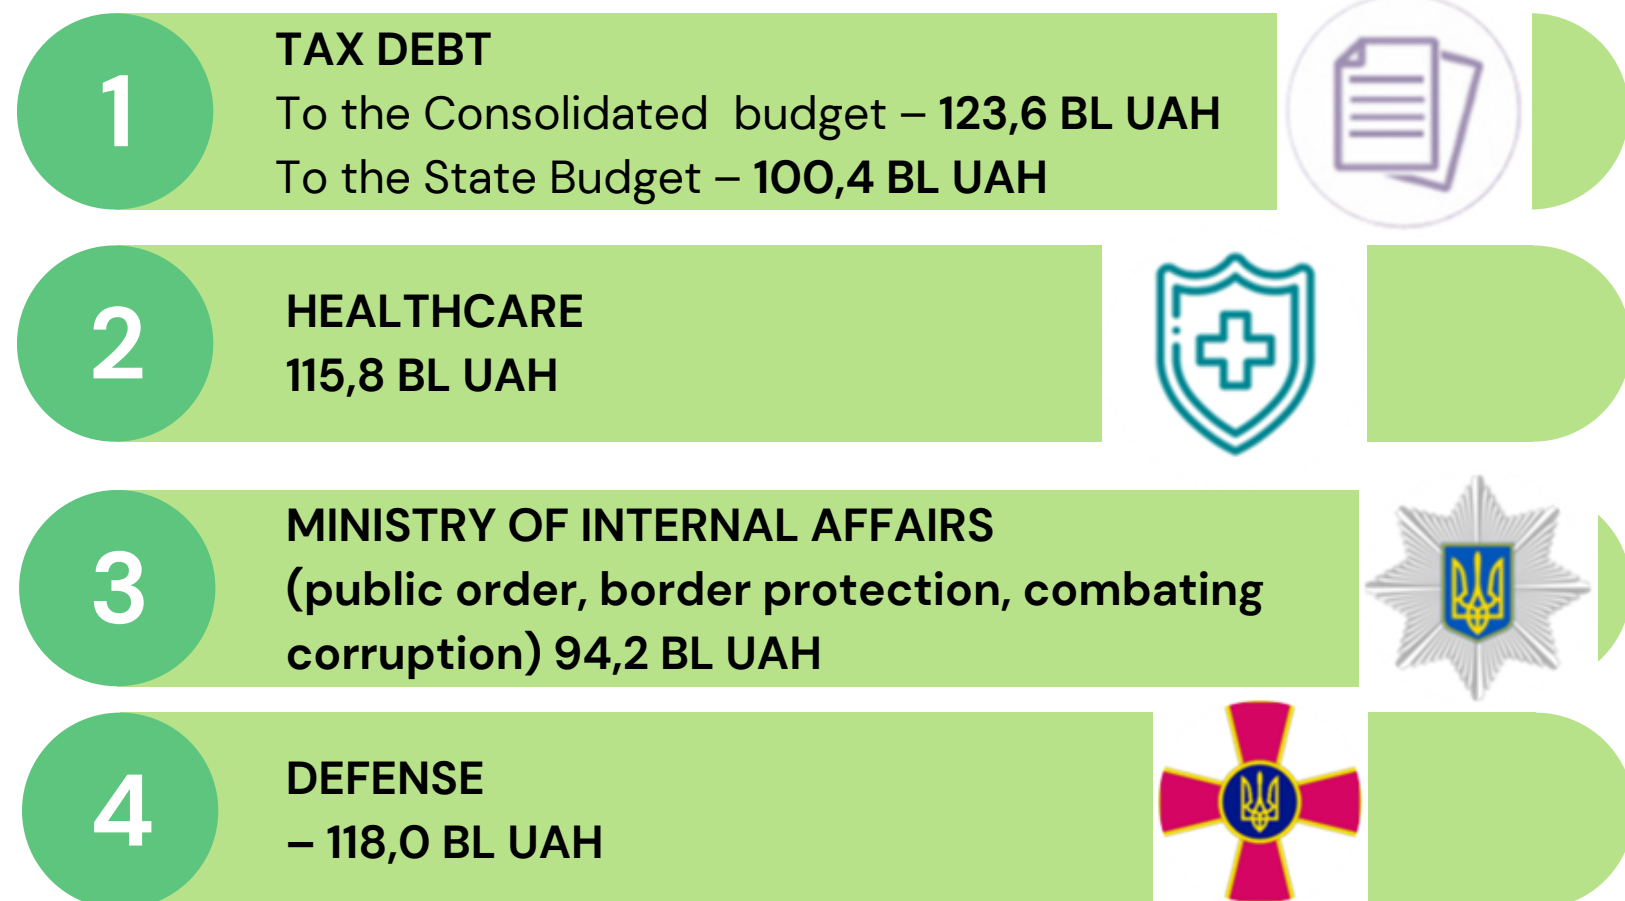 1
TAX DEBT
To the Consolidated  budget – 123,6 BL UAH
To the State Budget – 100,4 BL UAH
2
HEALTHCARE
115,8 BL UAH
3
MINISTRY OF INTERNAL AFFAIRS
(public order, border protection, combating
corruption) 94,2 BL UAH
4
DEFENSE
– 118,0 BL UAH